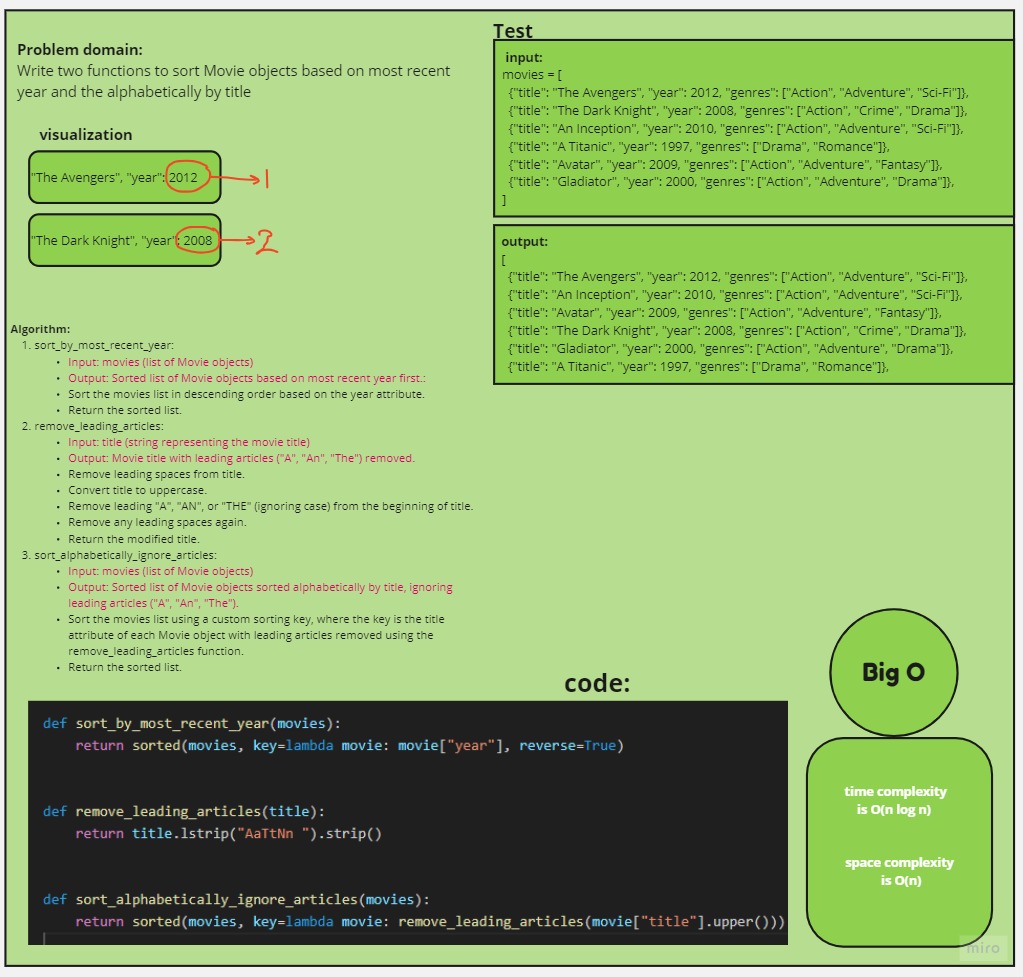 Problem domain:
Write two functions to sort Movie objects based on most recent
year and the alphabetically by title
visualization
"The Avengers", "year": 2012 1
"The Dark Knight", "year": 2008 2
Algorithm:
1. sort_by_most_recent_year:
• Input: movies (list of Movie objects)
• Output: Sorted list of Movie objects based on most recent year first.:
• Sort the movies list in descending order based on the year attribute.
• Return the sorted list.
2. remove_leading_articles:
• Input: title (string representing the movie title)
• Output: Movie title with leading articles ("A", "An", "The") removed.
• Remove leading spaces from title.
• Convert title to uppercase.
• Remove leading "A", "AN", or "THE" (ignoring case) from the beginning of title.
• Remove any leading spaces again.
• Return the modified title.
3. sort_alphabetically_ignore_articles:
• Input: movies (list of Movie objects)
• Output: Sorted list of Movie objects sorted alphabetically by title, ignoring
leading articles ("A", "An", "The").
• Sort the movies list using a custom sorting key, where the key is the title
attribute of each Movie object with leading articles removed using the
remove_leading_articles function.
• Return the sorted list.
Test
input:
movies = [
{"title": "The Avengers", "year": 2012, "genres": ["Action", "Adventure", "Sci-Fi"]},
{"title": "The Dark Knight", "year": 2008, "genres": ["Action", "Crime", "Drama"]},
{"title": "An Inception", "year": 2010, "genres": ["Action", "Adventure", "Sci-Fi"]},
{"title": "A Titanic", "year": 1997, "genres": ["Drama", "Romance"]},
{"title": "Avatar", "year": 2009, "genres": ["Action", "Adventure", "Fantasy"]},
{"title": "Gladiator", "year": 2000, "genres": ["Action", "Adventure", "Drama"]},
]
output:
[
{"title": "The Avengers", "year": 2012, "genres": ["Action", "Adventure", "Sci-Fi"]},
{"title": "An Inception", "year": 2010, "genres": ["Action", "Adventure", "Sci-Fi"]},
{"title": "Avatar", "year": 2009, "genres": ["Action", "Adventure", "Fantasy"]},
{"title": "The Dark Knight", "year": 2008, "genres": ["Action", "Crime", "Drama"]},
{"title": "Gladiator", "year": 2000, "genres": ["Action", "Adventure", "Drama"]},
{"title": "A Titanic", "year": 1997, "genres": ["Drama", "Romance"]},
code:
def sort_by_most_recent_year(movies):
return sorted(movies, key=lambda movie: movie["year"], reverse=True)
def remove_leading_articles(title):
return title.lstrip("AaTtNn ").strip()
def sort_alphabetically_ignore_articles(movies):
return sorted(movies, key=lambda movie: remove_leading_articles(movie["title"].upper()))
Big O
time complexity
is O(n log n)
space complexity
is O(n)
miro